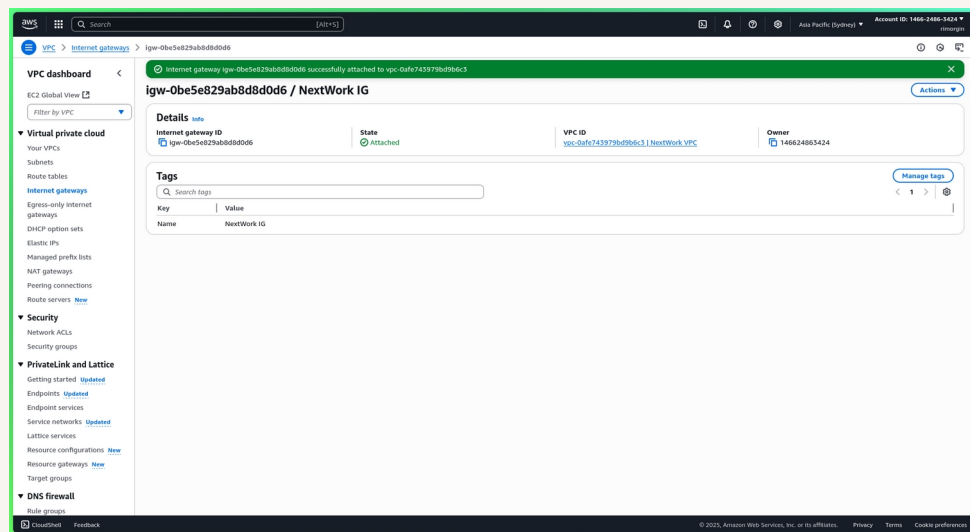 aws
Search [Alt+S]
Asia Pacific (Sydney) ▼
Account ID: 1466-2486-3424 ▼
rimorgin
VPC > Internet gateways > igw-0be5e829ab8d8d0d6
VPC dashboard
EC2 Global View
Filter by VPC
Virtual private cloud
Your VPCs
Subnets
Route tables
Internet gateways
Egress-only internet
gateways
DHCP option sets
Elastic IPs
Managed prefix lists
NAT gateways
Peering connections
Route servers New
Security
Network ACLs
Security groups
PrivateLink and Lattice
Getting started Updated
Endpoints Updated
Endpoint services
Service networks Updated
Lattice services
Resource configurations New
Resource gateways New
Target groups
DNS firewall
Rule groups
Internet gateway igw-0be5e829ab8d8d0d6 successfully attached to vpc-0afe743979bd9b6c3
igw-0be5e829ab8d8d0d6 / NextWork IG
Actions ▼
Details Info
Internet gateway ID
igw-0be5e829ab8d8d0d6
State
Attached
VPC ID
vpc-0afe743979bd9b6c3 | NextWork VPC
Owner
146624863424
Tags
Manage tags
Search tags
< 1 >
Key Value
Name NextWork IG
CloudShell Feedback
© 2025, Amazon Web Services, Inc. or its affiliates. Privacy Terms Cookie preferences